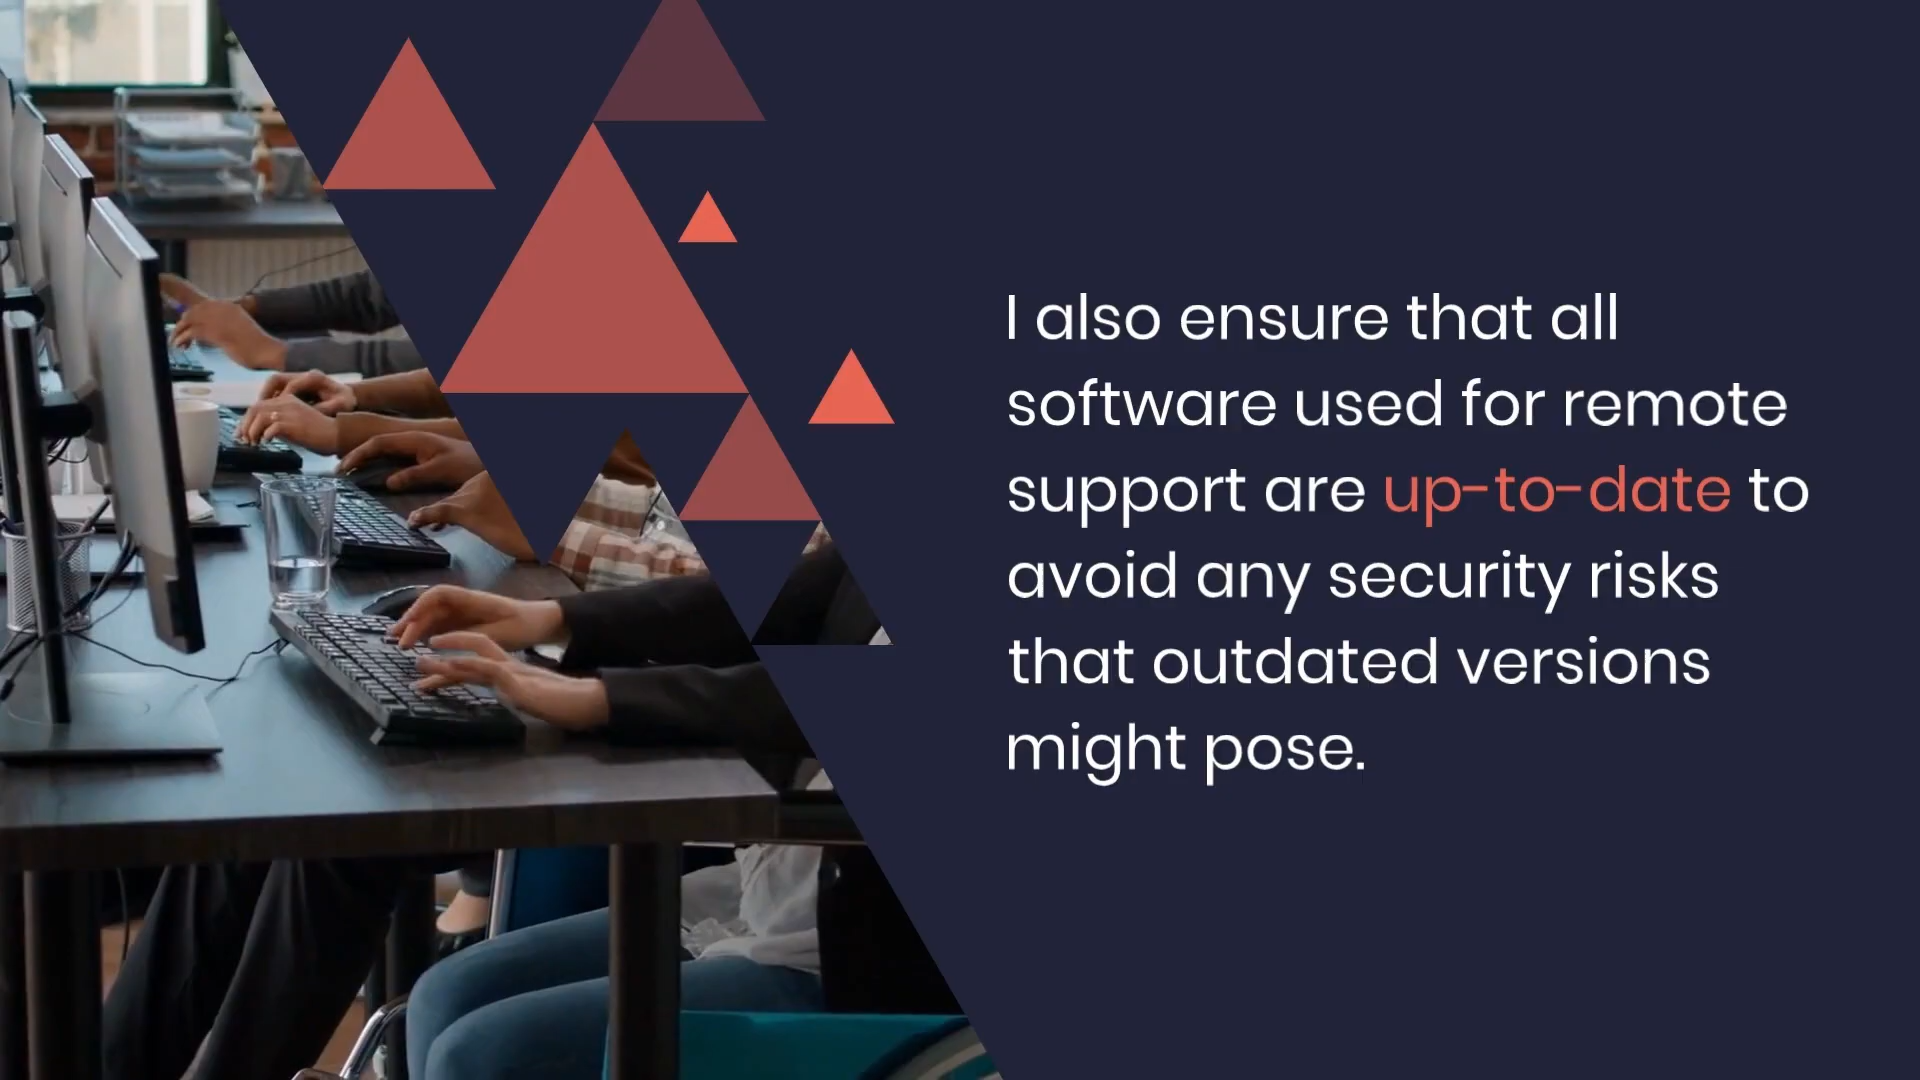 I also ensure that all
software used for remote
support are up-to-date to
avoid any security risks
that outdated versions
might pose.